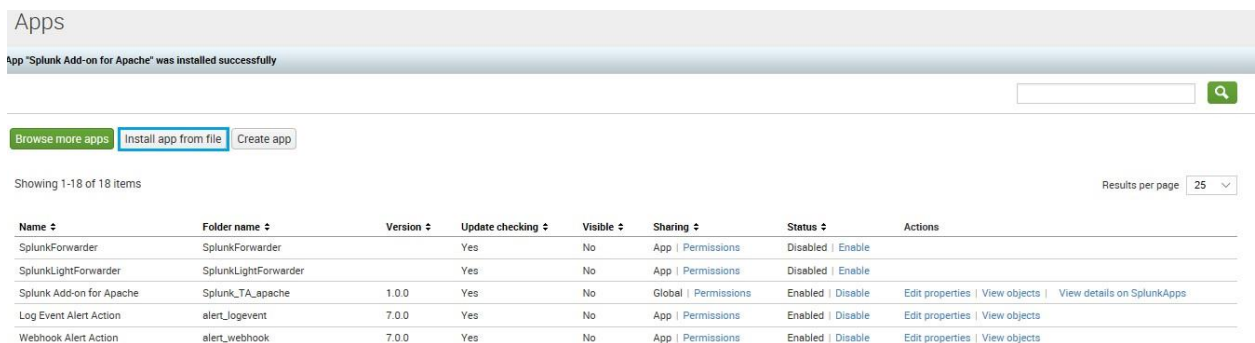 Apps
App "Splunk Add-on for Apache" was installed successfully
Browse more apps Install app from file Create app
Showing 1-18 of 18 items Results per page 25
Name Folder name Version Update checking Visible Sharing Status Actions
SplunkForwarder SplunkForwarder Yes No App | Permissions Disabled | Enable
SplunkLightForwarder SplunkLightForwarder Yes No App | Permissions Disabled | Enable
Splunk Add-on for Apache Splunk_TA_apache 1.0.0 Yes No Global | Permissions Enabled | Disable Edit properties | View objects | View details on SplunkApps
Log Event Alert Action alert_logevent 7.0.0 Yes No App | Permissions Enabled | Disable Edit properties | View objects
Webhook Alert Action alert_webhook 7.0.0 Yes No App | Permissions Enabled | Disable Edit properties | View objects